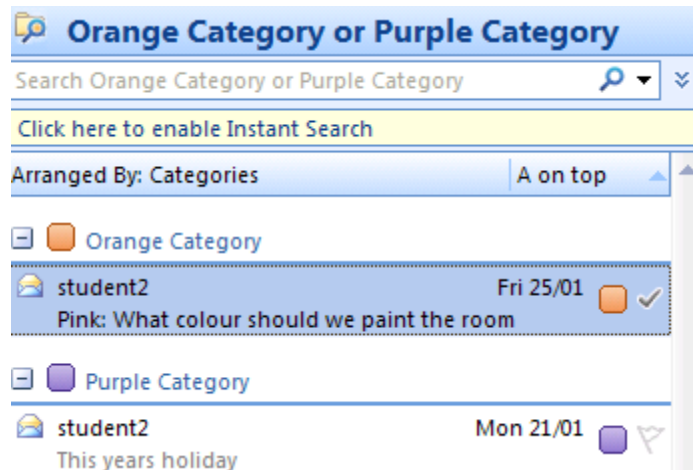 Orange Category or Purple Category
Search Orange Category or Purple Category
Click here to enable Instant Search
Arranged By: Categories A on top
Orange Category
student2 Fri 25/01
Pink: What colour should we paint the room
Purple Category
student2 Mon 21/01
This years holiday